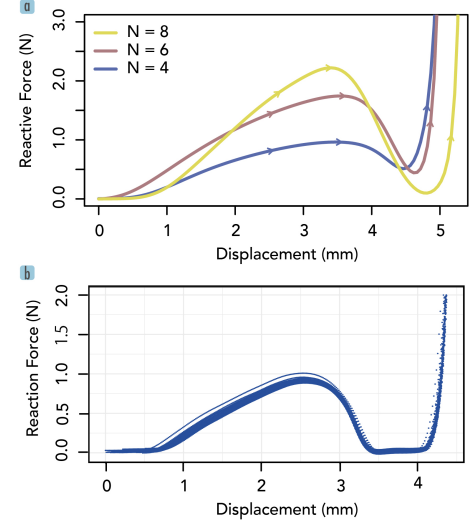 a
Reactive Force (N)
3.0
2.0
1.0
0.0
N = 8
N = 6
N = 4
0 1 2 3 4 5
Displacement (mm)
b
Reaction Force (N)
2.0
1.5
1.0
0.5
0.0
0 1 2 3 4
Displacement (mm)